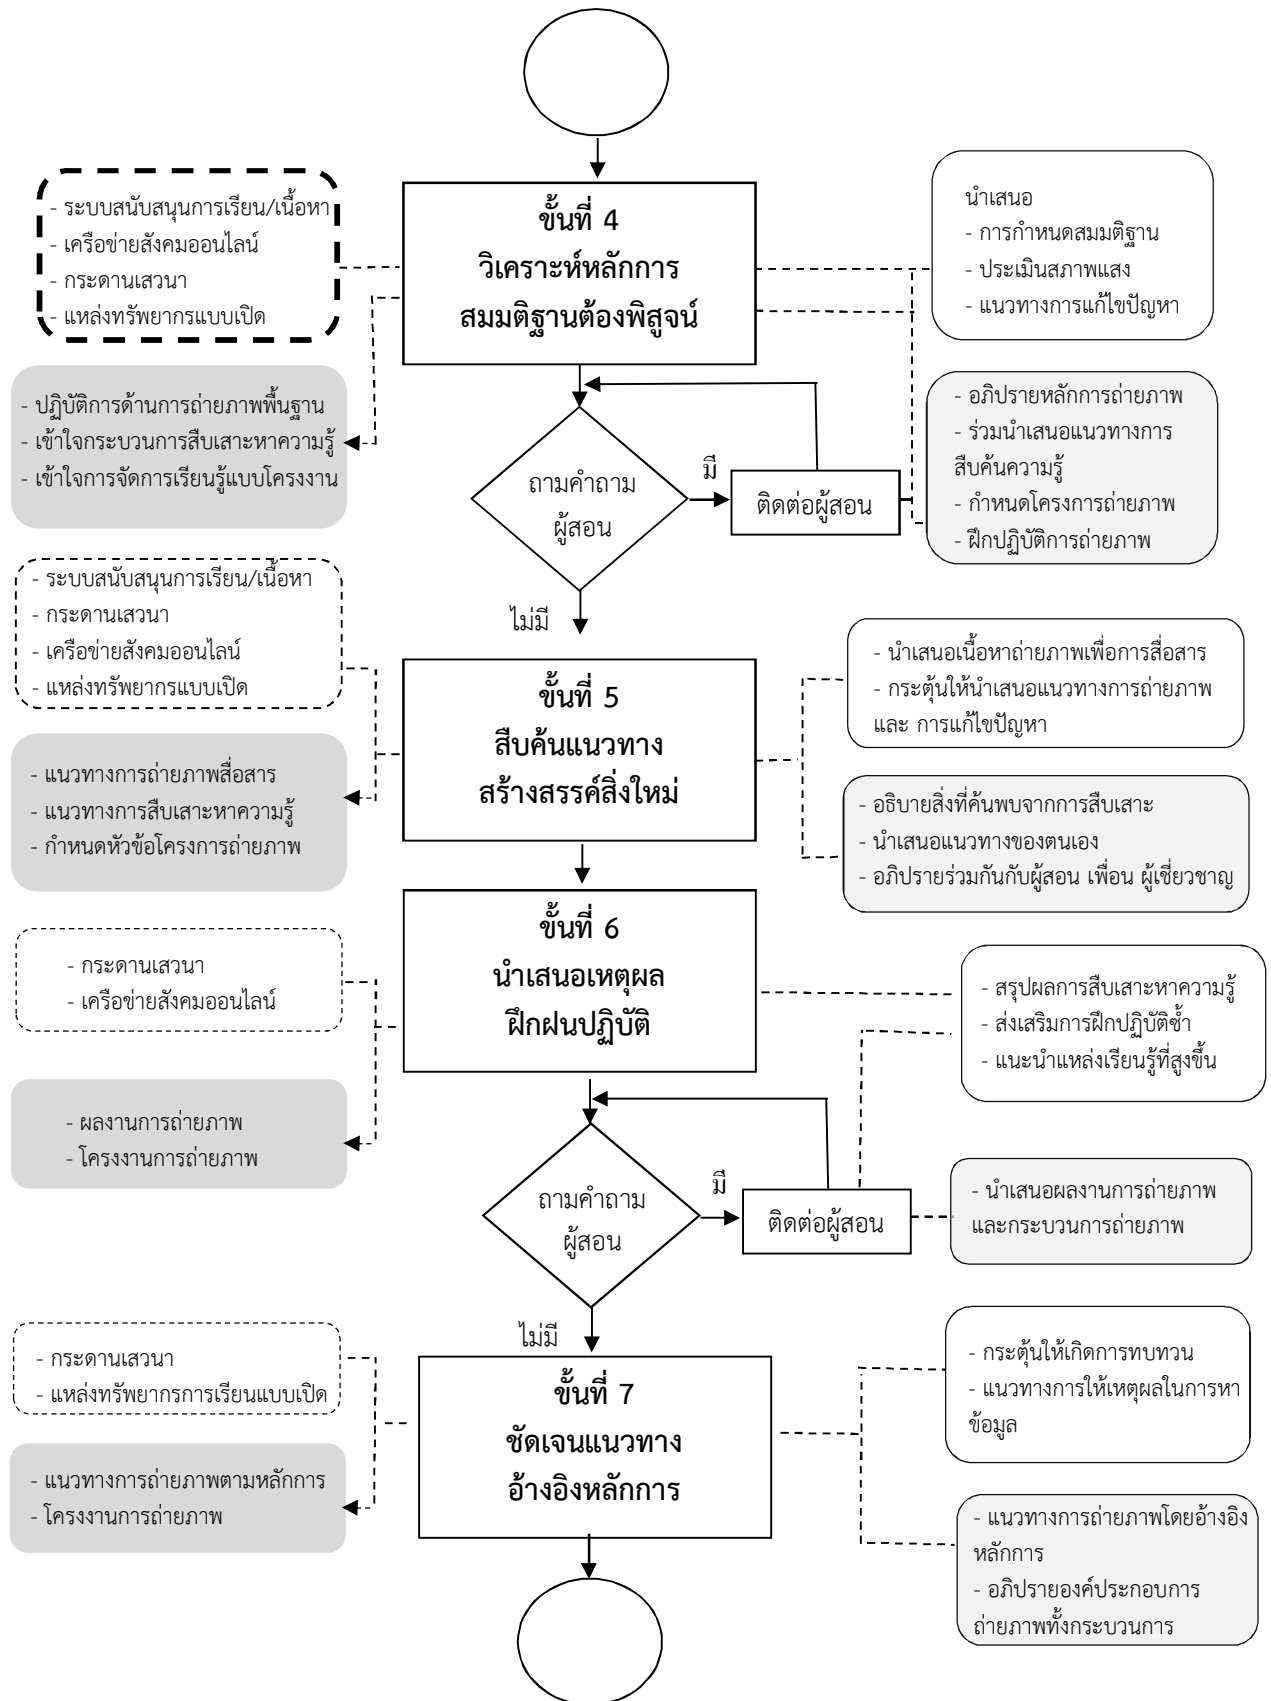 - ระบบสนับสนุนการเรียน/เนื้อหา
- เครือข่ายสังคมออนไลน์
- กระดานเสวนา
- แหล่งทรัพยากรแบบเปิด
ขั้นที่ 4
วิเคราะห์หลักการ
สมมติฐานต้องพิสูจน์
นำเสนอ
- การกำหนดสมมติฐาน
- ประเมินสภาพแสง
- แนวทางการแก้ไขปัญหา
- ปฏิบัติการด้านการถ่ายภาพพื้นฐาน
- เข้าใจกระบวนการสืบเสาะหาความรู้
- เข้าใจการจัดการเรียนรู้แบบโครงงาน
ถามคำถาม
ผู้สอน
มี
ติดต่อผู้สอน
- อภิปรายหลักการถ่ายภาพ
- ร่วมนำเสนอแนวทางการ
สืบค้นความรู้
- กำหนดโครงการถ่ายภาพ
- ฝึกปฏิบัติการถ่ายภาพ
ไม่มี
- ระบบสนับสนุนการเรียน/เนื้อหา
- กระดานเสวนา
- เครือข่ายสังคมออนไลน์
- แหล่งทรัพยากรแบบเปิด
ขั้นที่ 5
สืบค้นแนวทาง
สร้างสรรค์สิ่งใหม่
- นำเสนอเนื้อหาถ่ายภาพเพื่อการสื่อสาร
- กระตุ้นให้นำเสนอแนวทางการถ่ายภาพ
และ การแก้ไขปัญหา
- แนวทางการถ่ายภาพสื่อสาร
- แนวทางการสืบเสาะหาความรู้
- กำหนดหัวข้อโครงการถ่ายภาพ
- อธิบายสิ่งที่ค้นพบจากการสืบเสาะ
- นำเสนอแนวทางของตนเอง
- อภิปรายร่วมกันกับผู้สอน เพื่อน ผู้เชี่ยวชาญ
- กระดานเสวนา
- เครือข่ายสังคมออนไลน์
ขั้นที่ 6
นำเสนอเหตุผล
ฝึกฝนปฏิบัติ
- สรุปผลการสืบเสาะหาความรู้
- ส่งเสริมการฝึกปฏิบัติซ้ำ
- แนะนำแหล่งเรียนรู้ที่สูงขึ้น
- ผลงานการถ่ายภาพ
- โครงงานการถ่ายภาพ
ถามคำถาม
ผู้สอน
มี
ติดต่อผู้สอน
- นำเสนอผลงานการถ่ายภาพ
และกระบวนการถ่ายภาพ
ไม่มี
- กระดานเสวนา
- แหล่งทรัพยากรการเรียนแบบเปิด
ขั้นที่ 7
ชัดเจนแนวทาง
อ้างอิงหลักการ
- กระตุ้นให้เกิดการทบทวน
- แนวทางการให้เหตุผลในการหา
ข้อมูล
- แนวทางการถ่ายภาพตามหลักการ
- โครงงานการถ่ายภาพ
- แนวทางการถ่ายภาพโดยอ้างอิง
หลักการ
- อภิปรายองค์ประกอบการ
ถ่ายภาพทั้งกระบวนการ